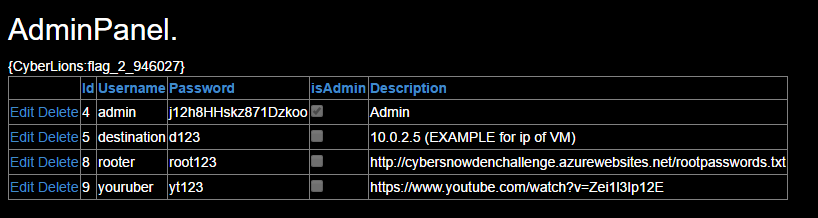 AdminPanel.
{CyberLions:flag_2_946027}
Id Username Password isAdmin Description
Edit Delete 4 admin j12h8HHskz871Dzkoo Admin
Edit Delete 5 destination d123 10.0.2.5 (EXAMPLE for ip of VM)
Edit Delete 8 rooter root123 http://cybersnowdenchallenge.azurewebsites.net/rootpasswords.txt
Edit Delete 9 youruber yt123 https://www.youtube.com/watch?v=Zei1I3lp12E